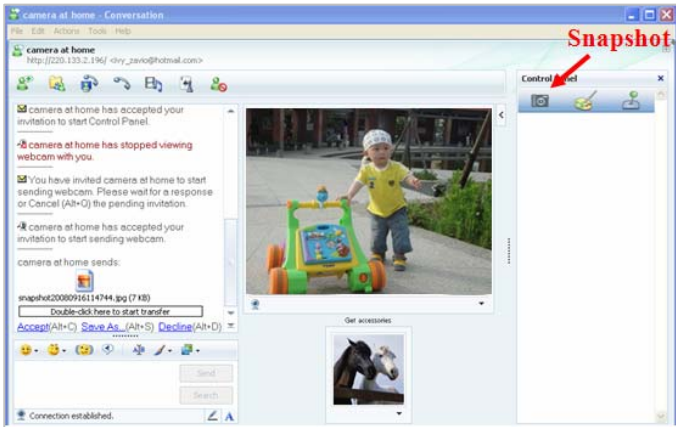 camera at home - Conversation
File Edit Actions Tools Help
camera at home
http://220.133.2.196/ <ivy_zavio@hotmail.com>
Snapshot
Control Panel
camera at home has accepted your
invitation to start Control Panel.
camera at home has stopped viewing
webcam with you.
You have invited camera at home to start
sending webcam. Please wait for a response
or Cancel (Alt+Q) the pending invitation.
camera at home has accepted your
invitation to start sending webcam.
camera at home sends:
snapshot20080916114744.jpg (7 KB)
Double-click here to start transfer
Accept(Alt+C) Save As...(Alt+S) Decline(Alt+D)
Get accessories
Send
Search
Connection established.
A